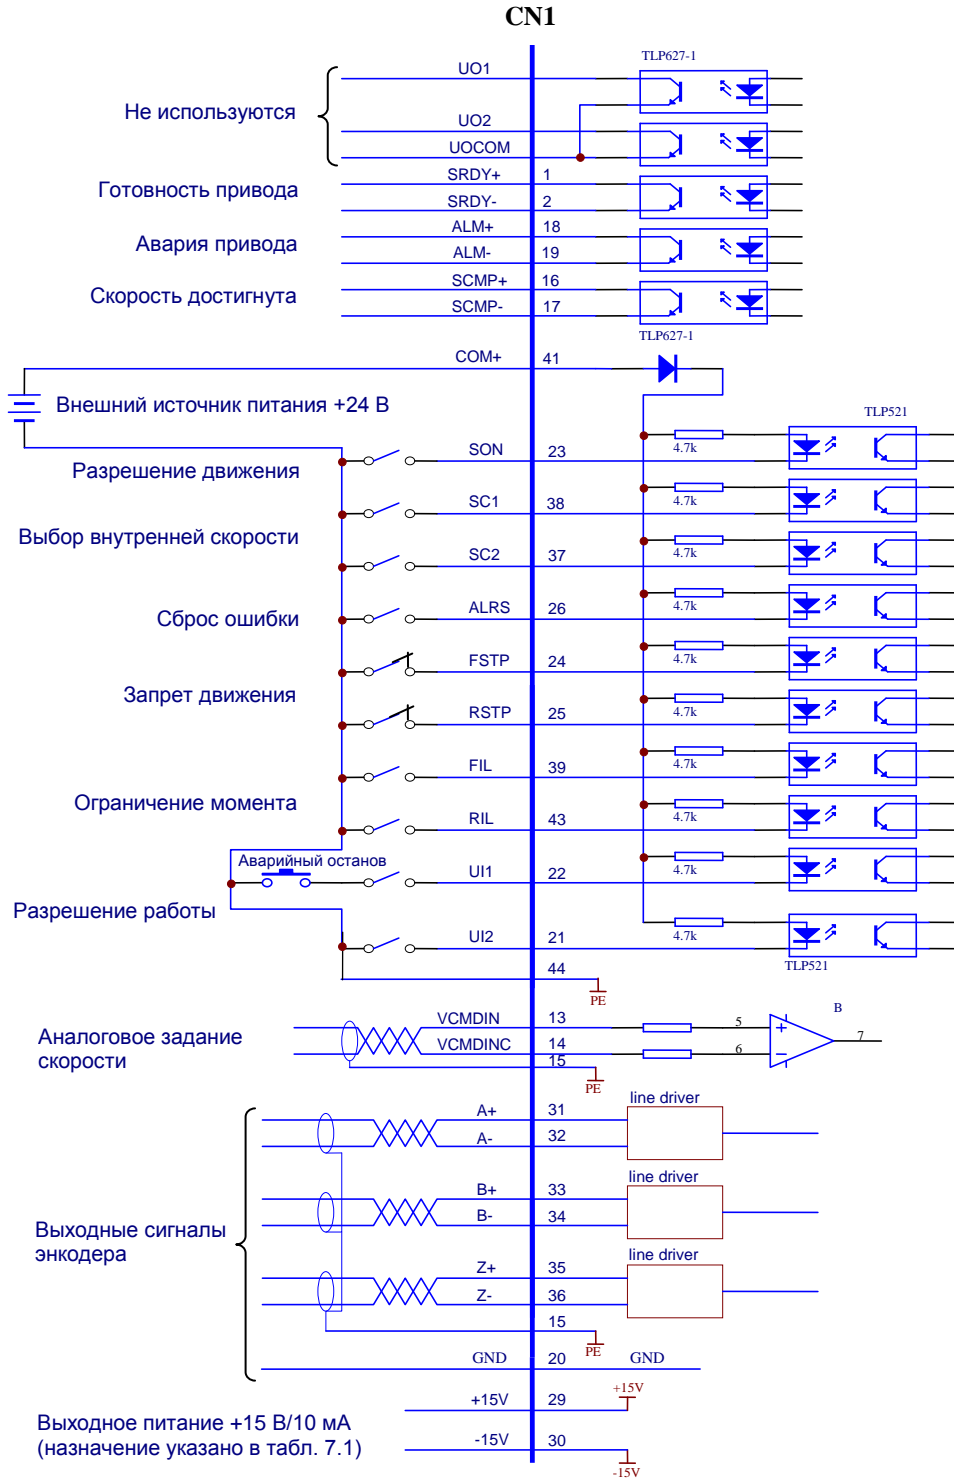 CN1
TLP627-1
UO1
Не используются
UO2
UOCOM
SRDY+ 1
Готовность привода
SRDY- 2
ALM+ 18
Авария привода
ALM- 19
SCMP+ 16
Скорость достигнута
SCMP- 17
TLP627-1
COM+ 41
Внешний источник питания +24 В
TLP521
SON 23 4.7k
Разрешение движения
SC1 38 4.7k
Выбор внутренней скорости
SC2 37 4.7k
ALRS 26 4.7k
Сброс ошибки
FSTP 24 4.7k
Запрет движения
RSTP 25 4.7k
FIL 39 4.7k
Ограничение момента
RIL 43 4.7k
Аварийный останов
UI1 22 4.7k
Разрешение работы
UI2 21 4.7k
TLP521
44
PE
B
VCMDIN 13 5
Аналоговое задание
скорости
7
VCMDINC 14 6
15
PE
line driver
A+ 31
A- 32
line driver
B+ 33
B- 34
Выходные сигналы
энкодера
line driver
Z+ 35
Z- 36
15
PE
GND 20 GND
+15V
+15V 29
Выходное питание +15 В/10 мА
(назначение указано в табл. 7.1)
-15V 30
-15V